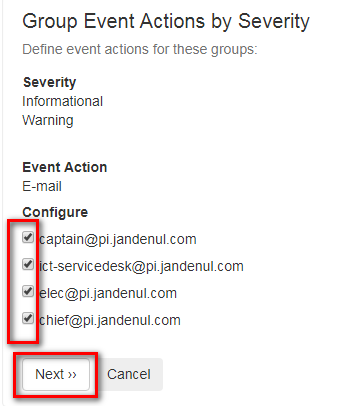 Group Event Actions by Severity
Define event actions for these groups:
Severity
Informational
Warning
Event Action
E-mail
Configure
captain@pi.jandenul.com
ict-servicedesk@pi.jandenul.com
elec@pi.jandenul.com
chief@pi.jandenul.com
Next ›› Cancel